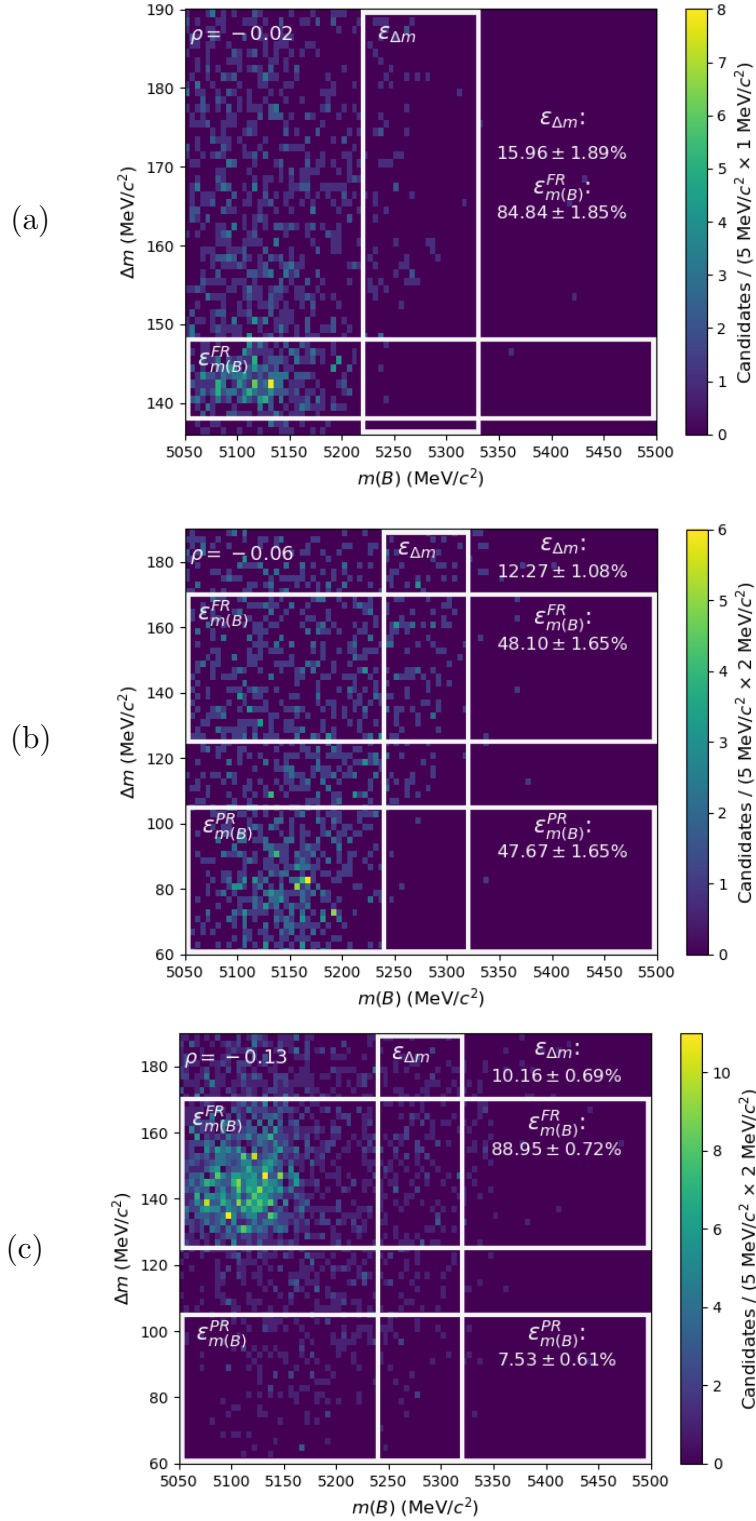 (a)
190
180
170
160
150
140
Δm (MeV/c²)
ρ = −0.02
ε_Δm
ε_Δm:
15.96 ± 1.89%
ε^FR_m(B):
84.84 ± 1.85%
ε^FR_m(B)
5050 5100 5150 5200 5250 5300 5350 5400 5450 5500
m(B) (MeV/c²)
8
7
6
5
4
3
2
1
0
Candidates / (5 MeV/c² × 1 MeV/c²)
(b)
180
160
140
120
100
80
60
Δm (MeV/c²)
ρ = −0.06
ε_Δm
ε_Δm:
12.27 ± 1.08%
ε^FR_m(B)
ε^FR_m(B):
48.10 ± 1.65%
ε^PR_m(B)
ε^PR_m(B):
47.67 ± 1.65%
5050 5100 5150 5200 5250 5300 5350 5400 5450 5500
m(B) (MeV/c²)
6
5
4
3
2
1
0
Candidates / (5 MeV/c² × 2 MeV/c²)
(c)
180
160
140
120
100
80
60
Δm (MeV/c²)
ρ = −0.13
ε_Δm
ε_Δm:
10.16 ± 0.69%
ε^FR_m(B)
ε^FR_m(B):
88.95 ± 0.72%
ε^PR_m(B)
ε^PR_m(B):
7.53 ± 0.61%
5050 5100 5150 5200 5250 5300 5350 5400 5450 5500
m(B) (MeV/c²)
10
8
6
4
2
0
Candidates / (5 MeV/c² × 2 MeV/c²)